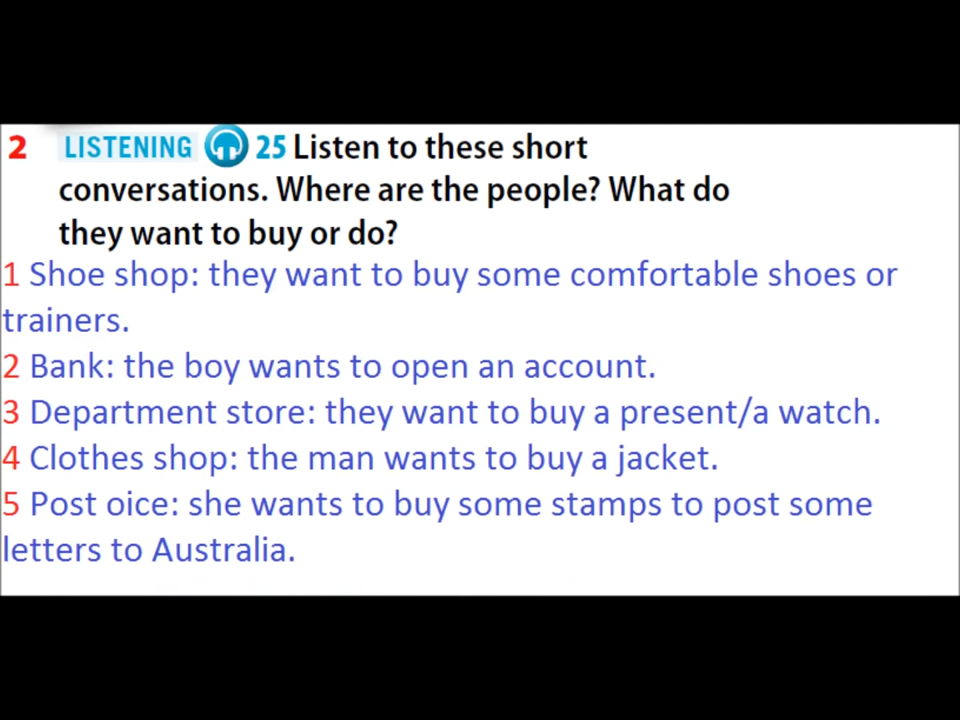 2 LISTENING 25 Listen to these short
conversations. Where are the people? What do
they want to buy or do?
1 Shoe shop: they want to buy some comfortable shoes or
trainers.
2 Bank: the boy wants to open an account.
3 Department store: they want to buy a present/a watch.
4 Clothes shop: the man wants to buy a jacket.
5 Post oice: she wants to buy some stamps to post some
letters to Australia.